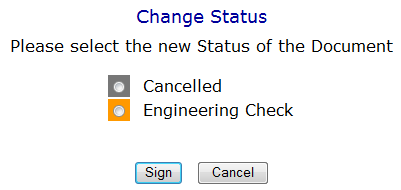 Change Status
Please select the new Status of the Document
Cancelled
Engineering Check
Sign Cancel